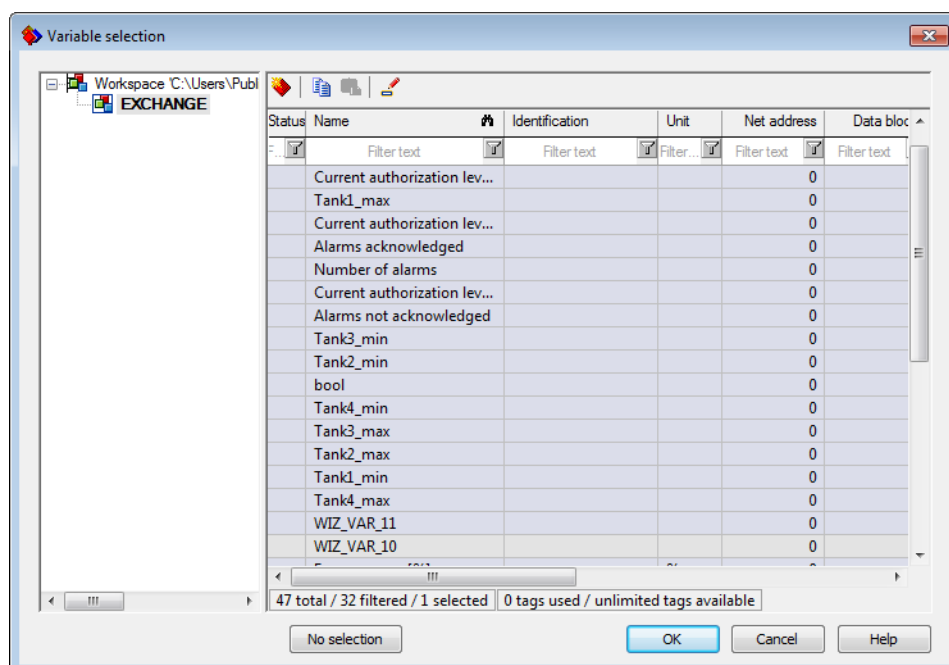 Variable selection
Workspace 'C:\Users\Publ
EXCHANGE
Status Name Identification Unit Net address Data bloc
F... Filter text Filter text Filter... Filter text Filter text
Current authorization lev... 0
Tank1_max 0
Current authorization lev... 0
Alarms acknowledged 0
Number of alarms 0
Current authorization lev... 0
Alarms not acknowledged 0
Tank3_min 0
Tank2_min 0
bool 0
Tank4_min 0
Tank3_max 0
Tank2_max 0
Tank1_min 0
Tank4_max 0
WIZ_VAR_11 0
WIZ_VAR_10 0
47 total / 32 filtered / 1 selected 0 tags used / unlimited tags available
No selection OK Cancel Help